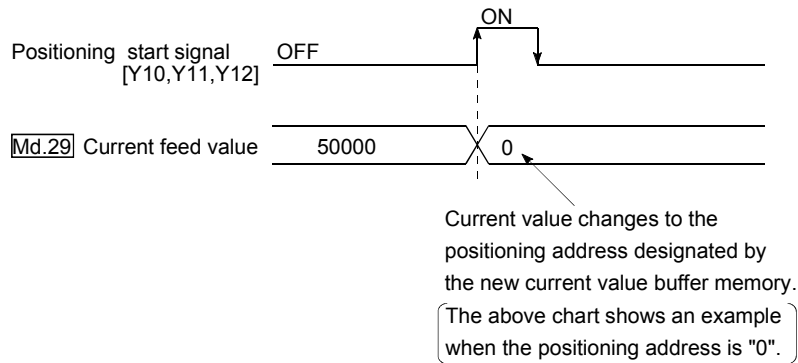 ON
Positioning start signal OFF
[Y10,Y11,Y12]
Md.29 Current feed value 50000 0
Current value changes to the
positioning address designated by
the new current value buffer memory.
The above chart shows an example
when the positioning address is "0".